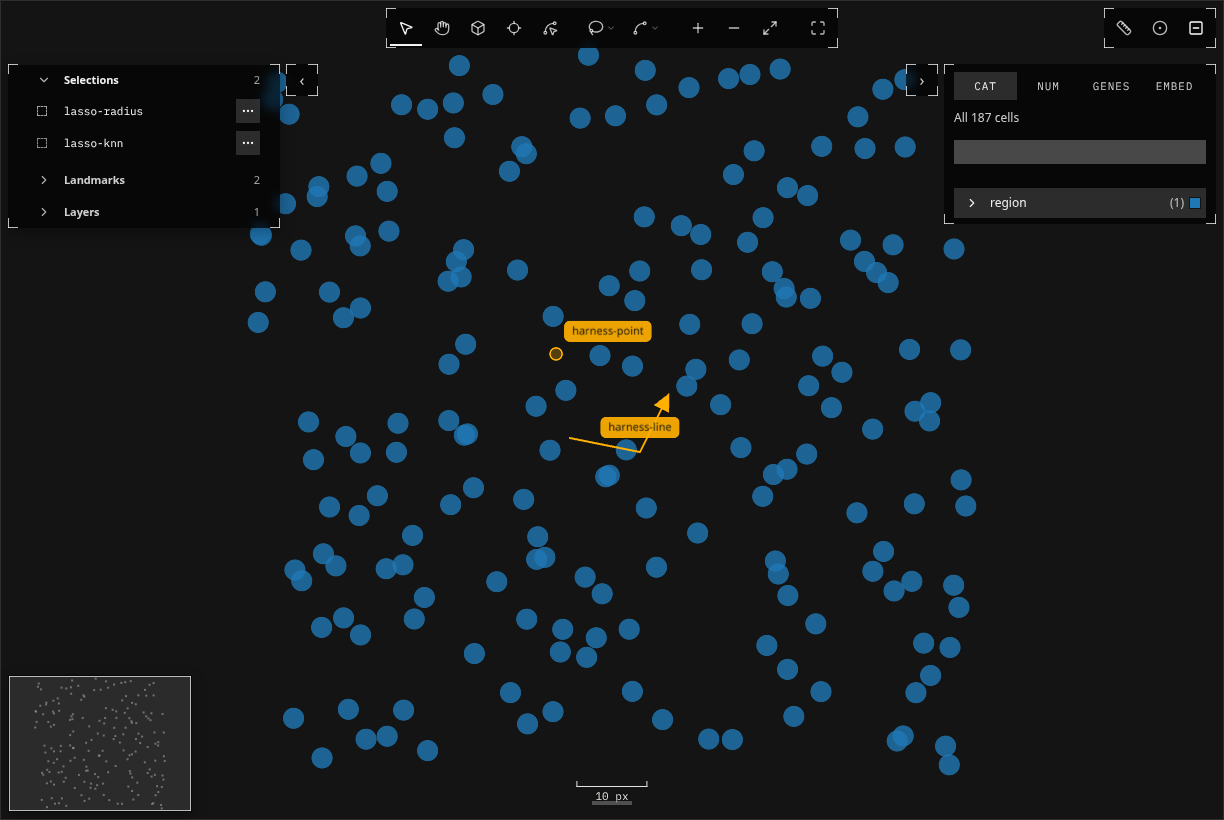 Selections 2
lasso-radius
lasso-knn
Landmarks 2
Layers 1
CAT NUM GENES EMBED
All 187 cells
region (1)
harness-point
harness-line
10 px